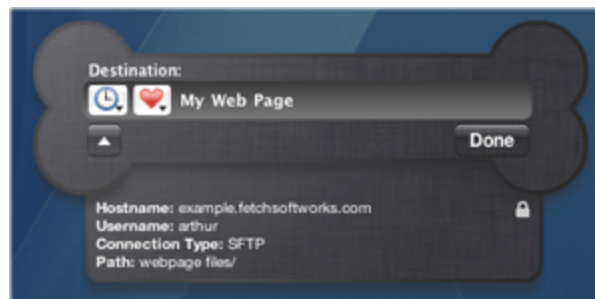 Destination:
My Web Page
Done
Hostname: example.fetchsoftworks.com
Username: arthur
Connection Type: SFTP
Path: webpage files/